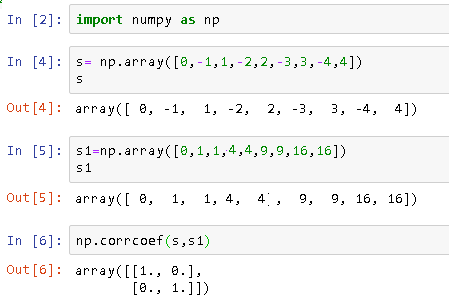 In [2]: import numpy as np
In [4]: s= np.array([0,-1,1,-2,2,-3,3,-4,4])
s
Out[4]: array([ 0, -1,  1, -2,  2, -3,  3, -4,  4])
In [5]: s1=np.array([0,1,1,4,4,9,9,16,16])
s1
Out[5]: array([ 0,  1,  1, 4,  4],  9,  9, 16, 16])
In [6]: np.corrcoef(s,s1)
Out[6]: array([[1., 0.],
[0., 1.]])